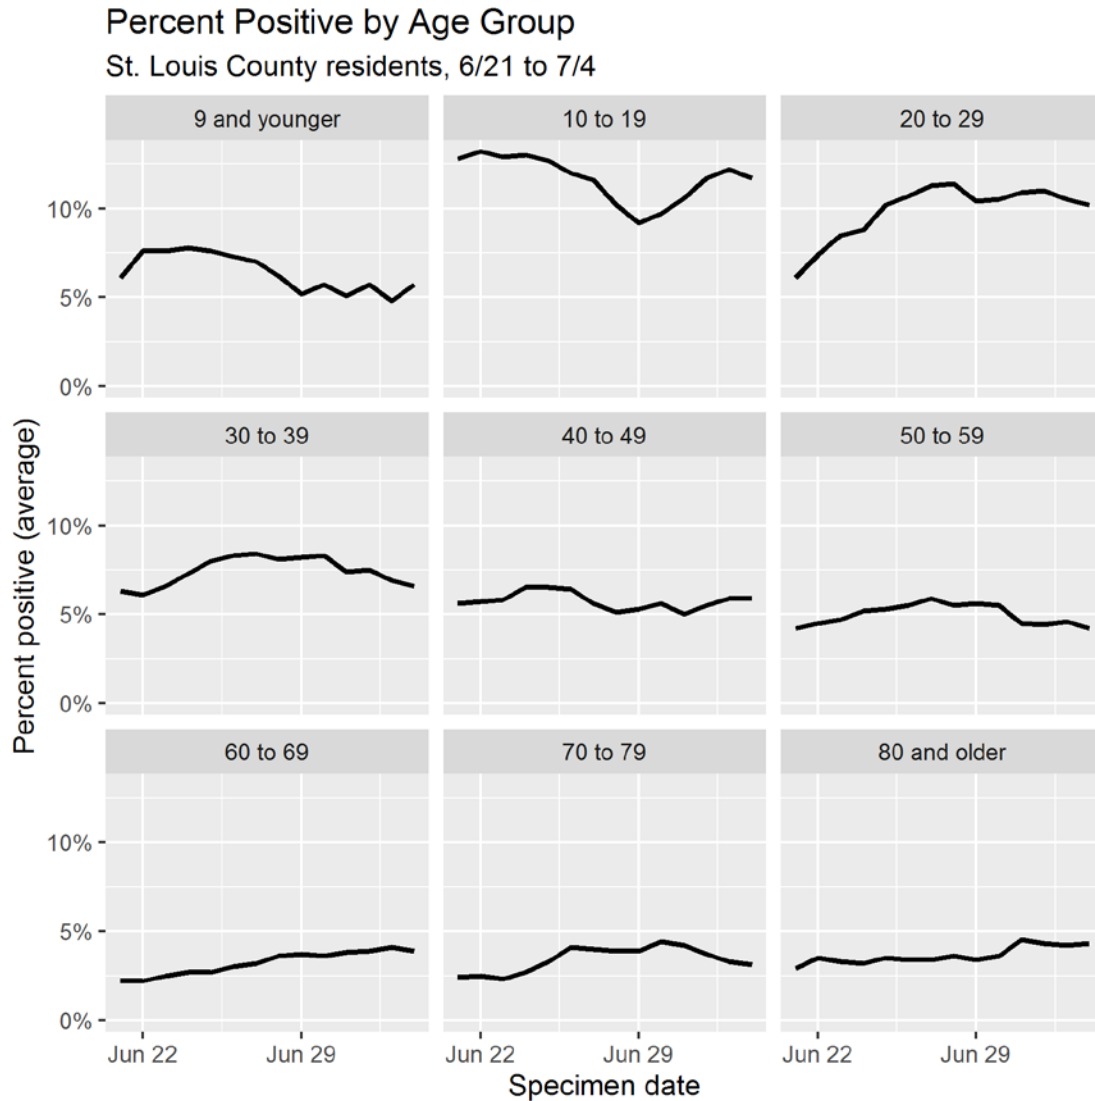 Percent Positive by Age Group
St. Louis County residents, 6/21 to 7/4
9 and younger
10 to 19
20 to 29
10%
5%
0%
30 to 39
40 to 49
50 to 59
10%
5%
0%
Percent positive (average)
60 to 69
70 to 79
80 and older
10%
5%
0%
Jun 22
Jun 29
Jun 22
Jun 29
Jun 22
Jun 29
Specimen date